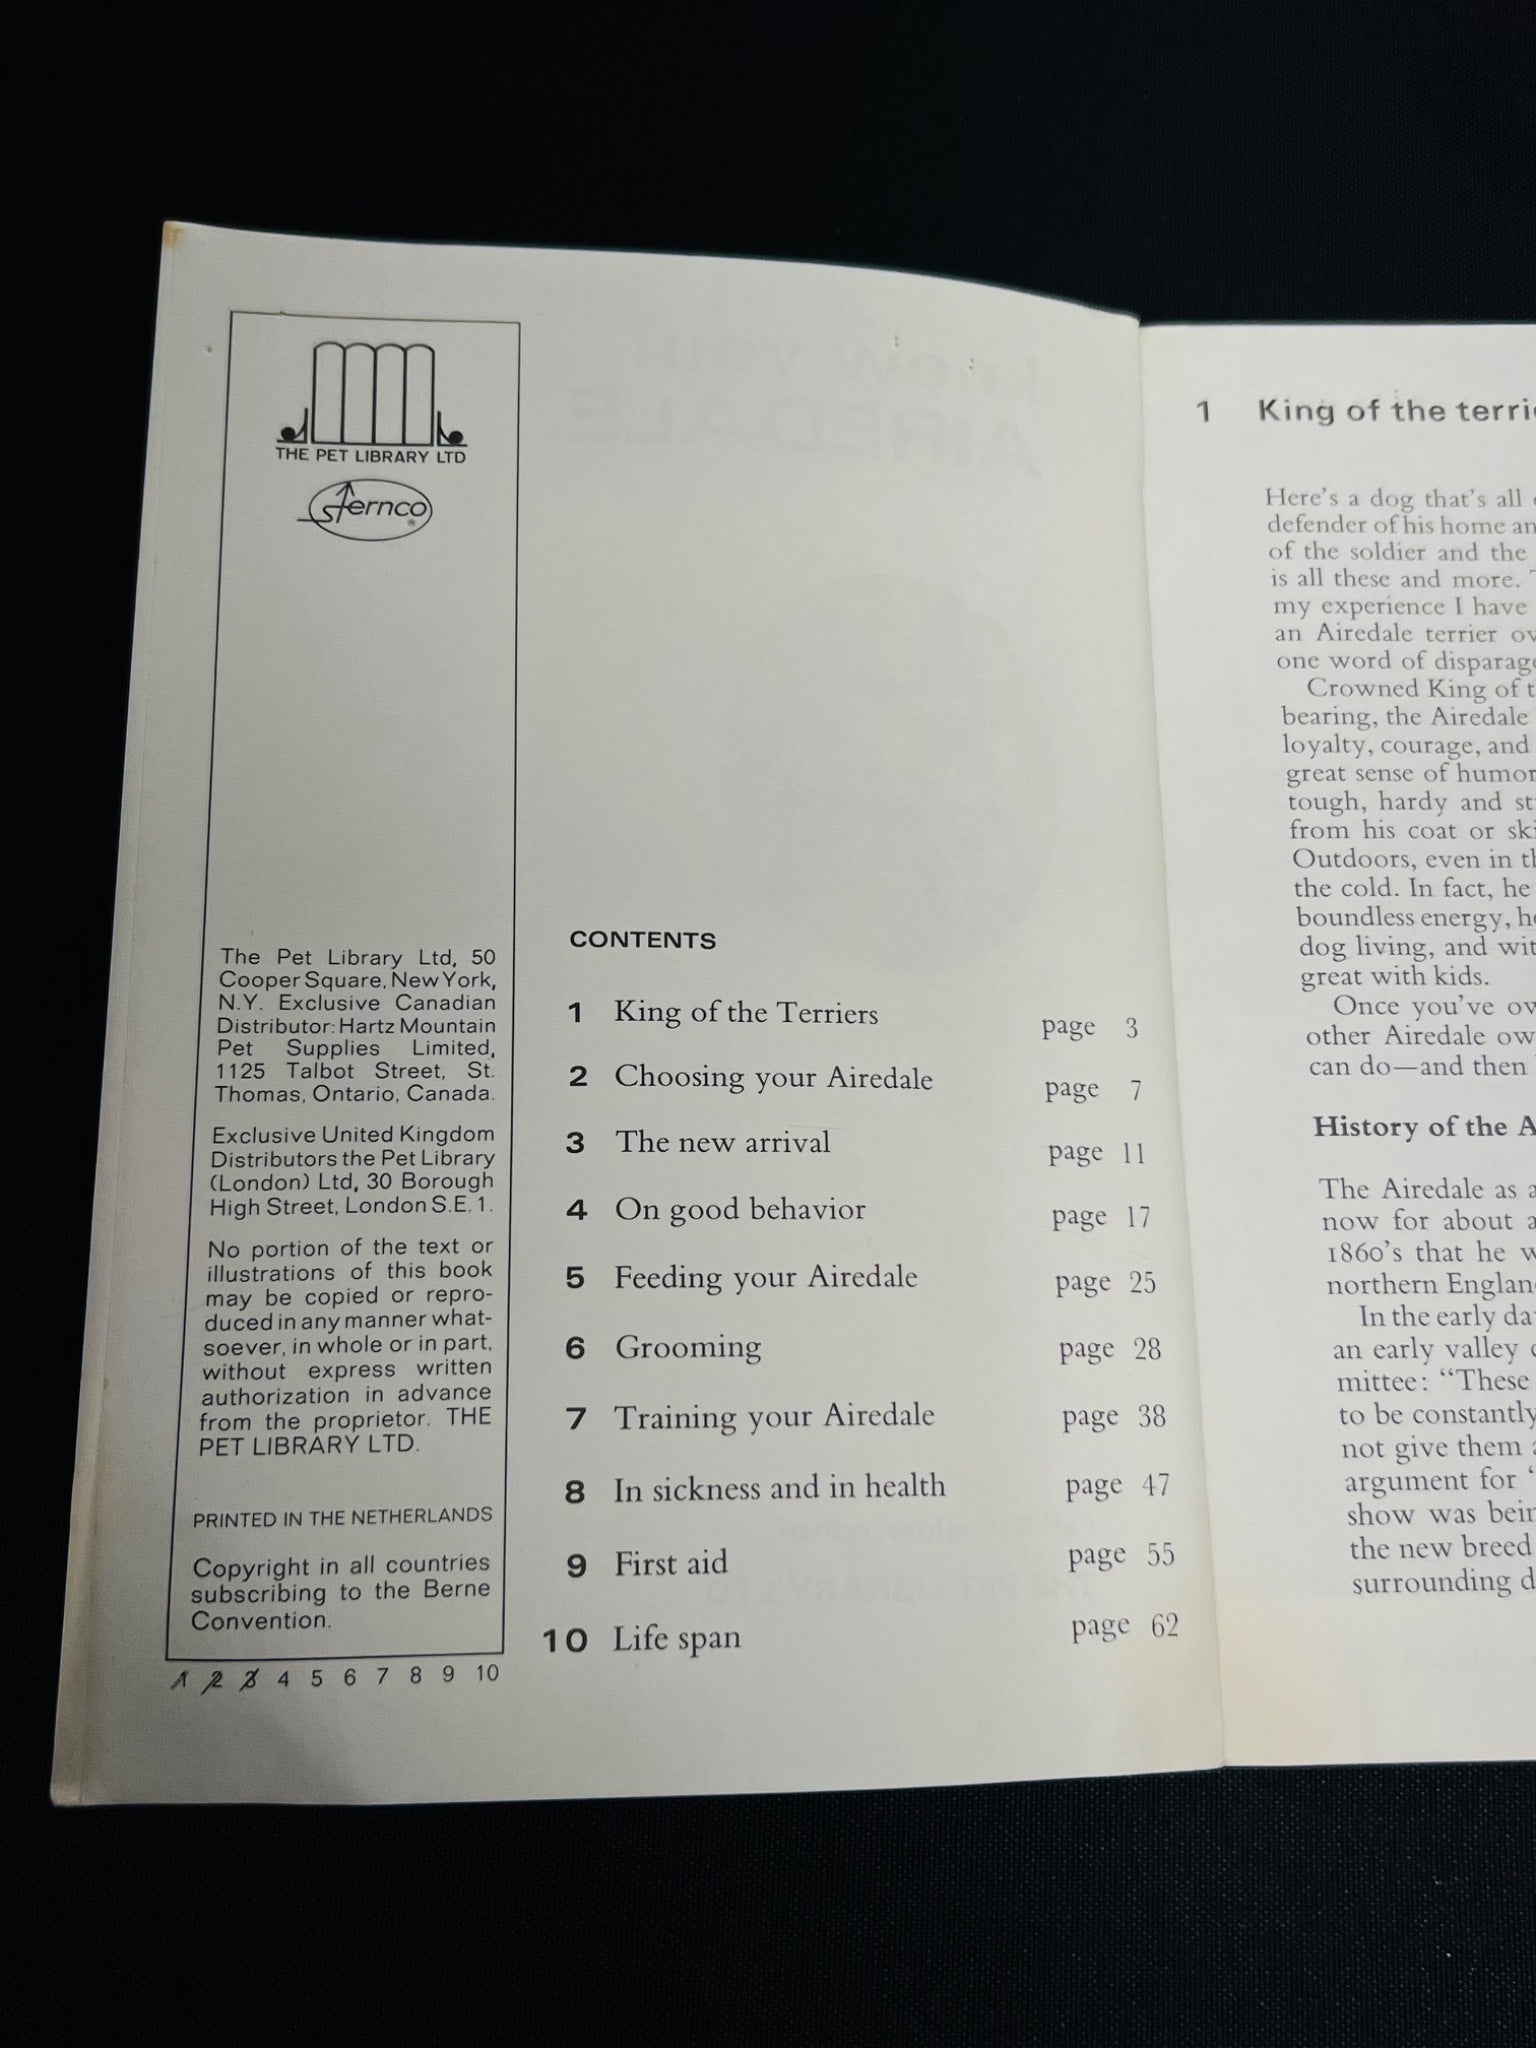 THE PET LIBRARY LTD
sternco
®
The Pet Library Ltd, 50
Cooper Square, New York,
N.Y. Exclusive Canadian
Distributor: Hartz Mountain
Pet Supplies Limited,
1125 Talbot Street, St.
Thomas, Ontario, Canada.
Exclusive United Kingdom
Distributors the Pet Library
(London) Ltd, 30 Borough
High Street, London S.E.1.
No portion of the text or
illustrations of this book
may be copied or repro-
duced in any manner what-
soever, in whole or in part,
without express written
authorization in advance
from the proprietor. THE
PET LIBRARY LTD.
PRINTED IN THE NETHERLANDS
Copyright in all countries
subscribing to the Berne
Convention.
1 2 3 4 5 6 7 8 9 10
know your
AIREDALE
CONTENTS
1 King of the Terriers page 3
2 Choosing your Airedale page 7
3 The new arrival page 11
4 On good behavior page 17
5 Feeding your Airedale page 25
6 Grooming page 28
7 Training your Airedale page 38
8 In sickness and in health page 47
9 First aid page 55
10 Life span page 62
1 King of the terri
Here's a dog that's all
defender of his home an
of the soldier and the
is all these and more.
my experience I have
an Airedale terrier ov
one word of disparag
Crowned King of t
bearing, the Airedale
loyalty, courage, and
great sense of humor
tough, hardy and st
from his coat or ski
Outdoors, even in th
the cold. In fact, he
boundless energy, h
dog living, and wit
great with kids.
Once you've ow
other Airedale ow
can do—and then
History of the A
The Airedale as a
now for about a
1860's that he w
northern England
In the early da
an early valley
mittee: "These
to be constantly
not give them a
argument for '
show was bein
the new breed
surrounding d